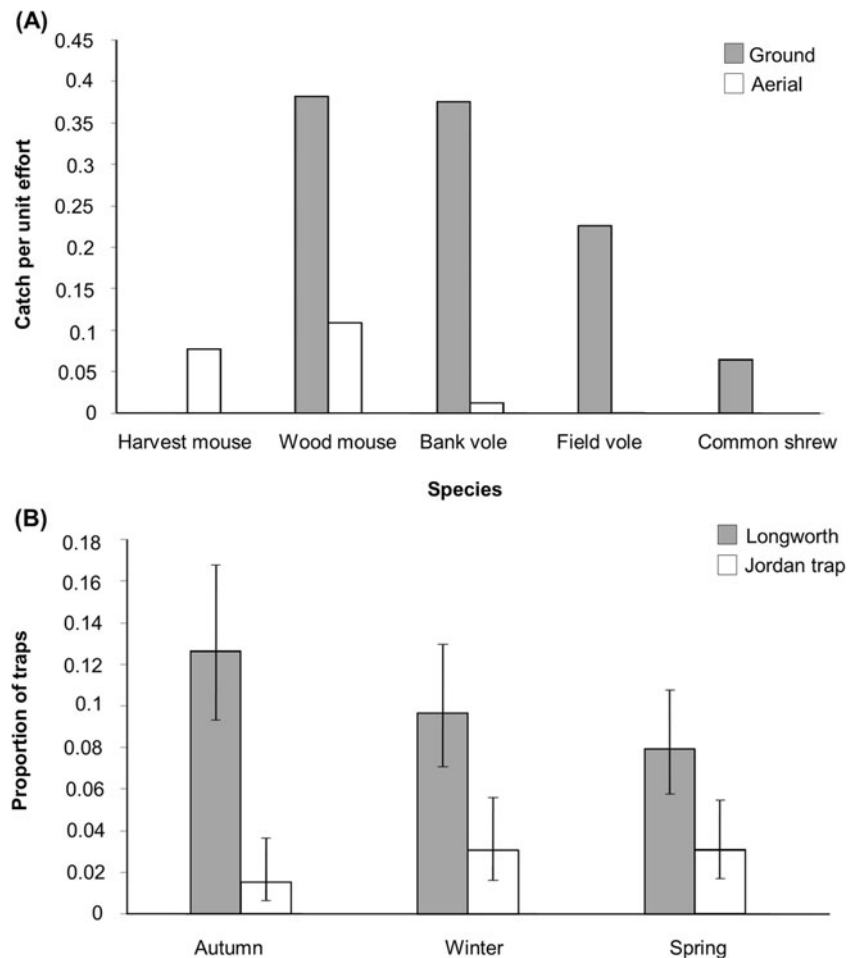 (A)
0.45
0.4
0.35
0.3
0.25
0.2
0.15
0.1
0.05
0
Catch per unit effort
Ground
Aerial
Harvest mouse Wood mouse Bank vole Field vole Common shrew
Species
(B)
0.18
0.16
0.14
0.12
0.1
0.08
0.06
0.04
0.02
0
Proportion of traps
Longworth
Jordan trap
Autumn Winter Spring